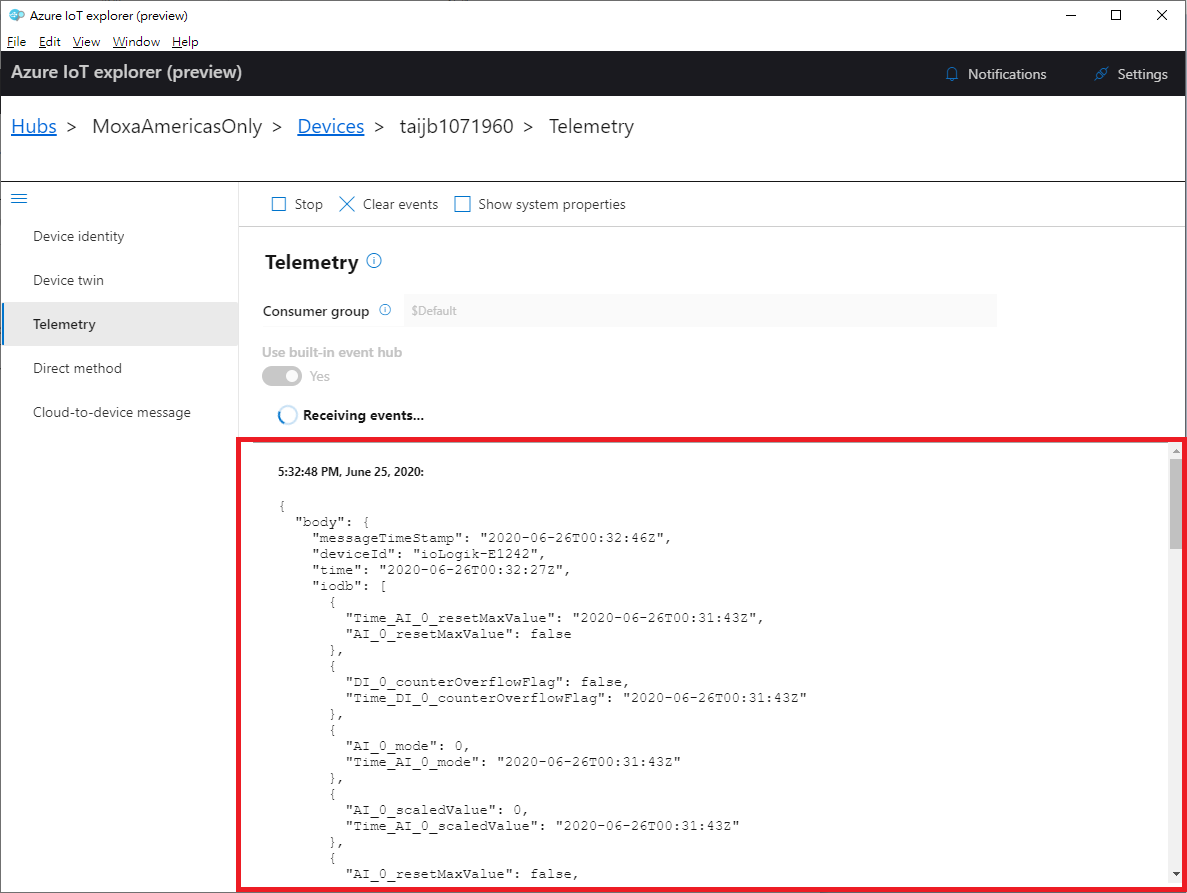 Azure IoT explorer (preview)
File Edit View Window Help
Azure IoT explorer (preview) Notifications Settings
Hubs > MoxaAmericasOnly > Devices > taijb1071960 > Telemetry
Stop Clear events Show system properties
Device identity
Device twin
Telemetry
Direct method
Cloud-to-device message
Telemetry
Consumer group $Default
Use built-in event hub
Yes
Receiving events...
5:32:48 PM, June 25, 2020:
{
"body": {
"messageTimeStamp": "2020-06-26T00:32:46Z",
"deviceId": "ioLogik-E1242",
"time": "2020-06-26T00:32:27Z",
"iodb": [
{
"Time_AI_0_resetMaxValue": "2020-06-26T00:31:43Z",
"AI_0_resetMaxValue": false
},
{
"DI_0_counterOverflowFlag": false,
"Time_DI_0_counterOverflowFlag": "2020-06-26T00:31:43Z"
},
{
"AI_0_mode": 0,
"Time_AI_0_mode": "2020-06-26T00:31:43Z"
},
{
"AI_0_scaledValue": 0,
"Time_AI_0_scaledValue": "2020-06-26T00:31:43Z"
},
{
"AI_0_resetMaxValue": false,